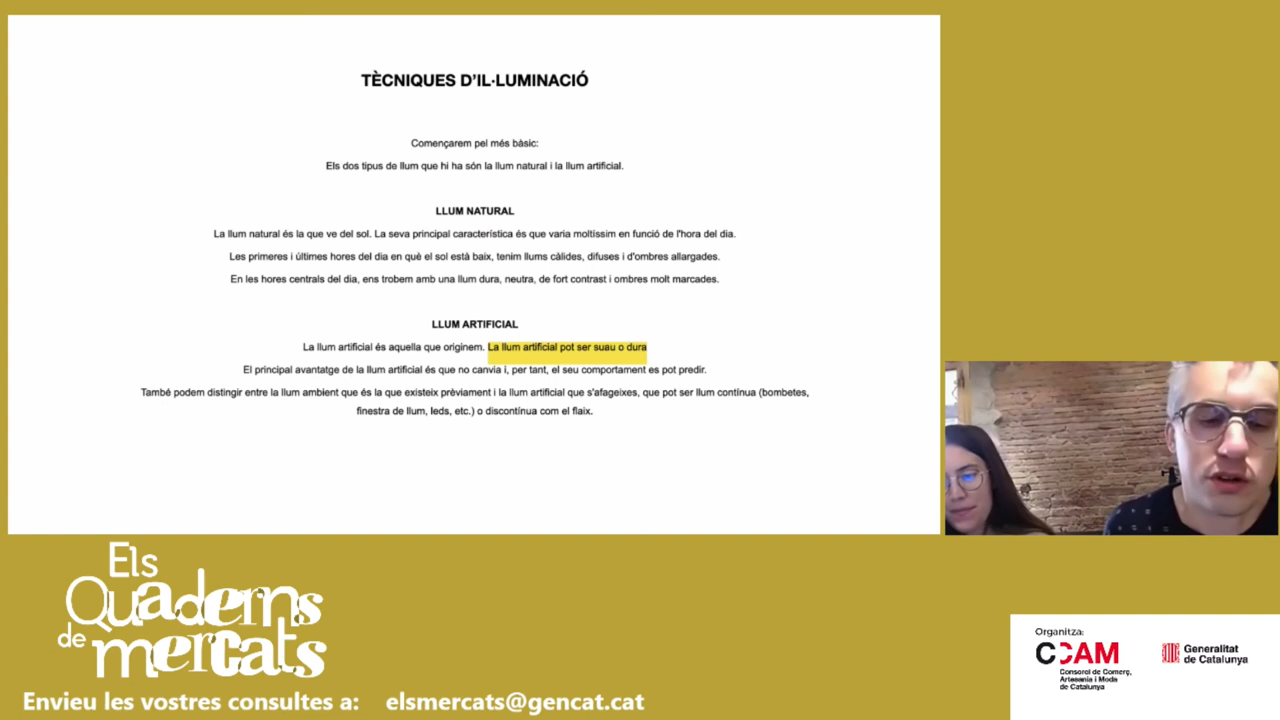 TÈCNIQUES D'IL·LUMINACIÓ
Començarem pel més bàsic:
Els dos tipus de llum que hi ha són la llum natural i la llum artificial.
LLUM NATURAL
La llum natural és la que ve del sol. La seva principal característica és que varia moltíssim en funció de l'hora del dia.
Les primeres i últimes hores del dia en què el sol està baix, tenim llums càlides, difuses i d'ombres allargades.
En les hores centrals del dia, ens trobem amb una llum dura, neutra, de fort contrast i ombres molt marcades.
LLUM ARTIFICIAL
La llum artificial és aquella que originem. La llum artificial pot ser suau o dura
El principal avantatge de la llum artificial és que no canvia i, per tant, el seu comportament es pot predir.
També podem distingir entre la llum ambient que és la que existeix prèviament i la llum artificial que s'afageixes, que pot ser llum contínua (bombetes,
finestra de llum, leds, etc.) o discontínua com el flaix.
Els
Quaderns
de
mercats
Envieu les vostres consultes a: elsmercats@gencat.cat
Organitza:
CCAM
Consorci de Comerç,
Artesania i Moda
de Catalunya
Generalitat
de Catalunya